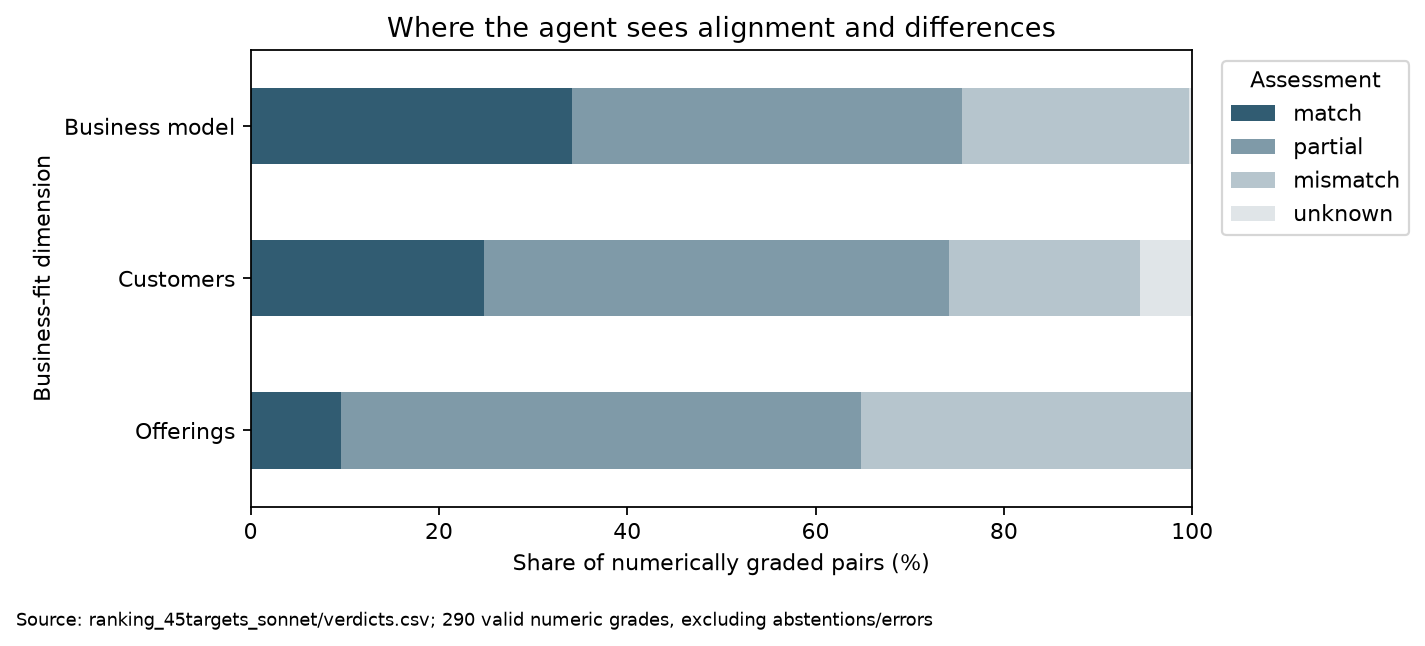 Where the agent sees alignment and differences
Business-fit dimension
Business model
Customers
Offerings
0 20 40 60 80 100
Share of numerically graded pairs (%)
Assessment
match
partial
mismatch
unknown
Source: ranking_45targets_sonnet/verdicts.csv; 290 valid numeric grades, excluding abstentions/errors